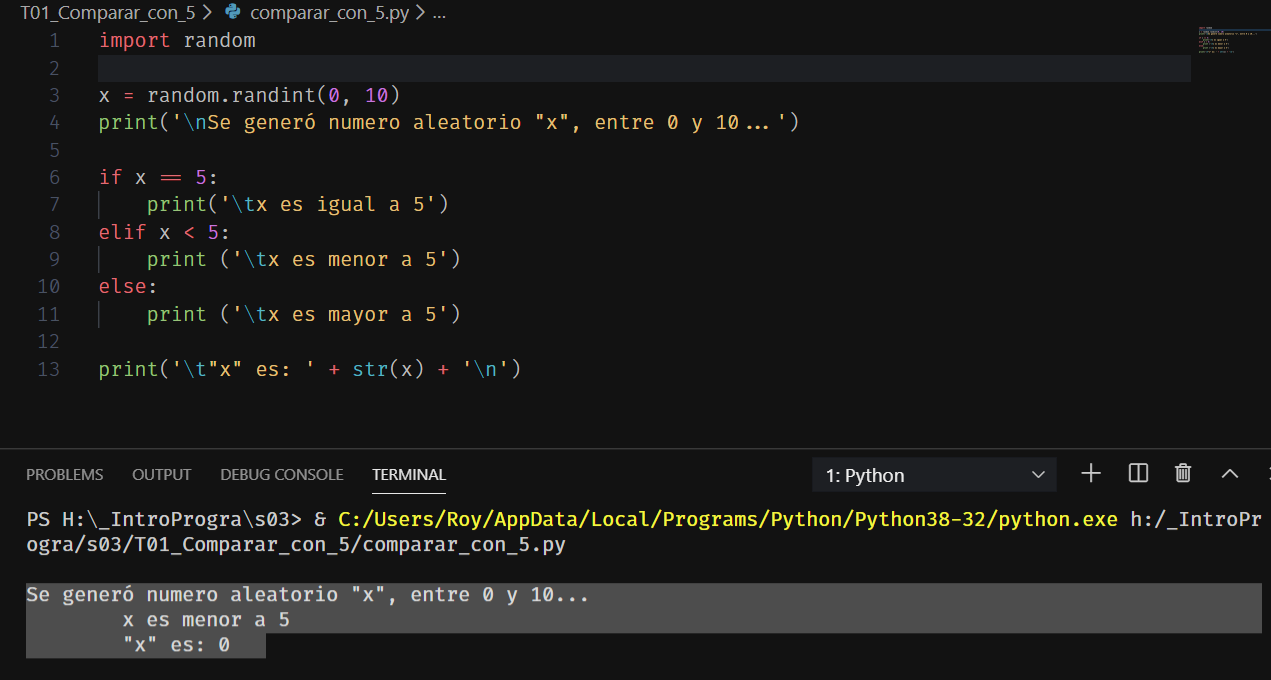 T01_Comparar_con_5 > comparar_con_5.py > ...
1 import random
2
3 x = random.randint(0, 10)
4 print('\nSe generó numero aleatorio "x", entre 0 y 10...')
5
6 if x == 5:
7     print('\tx es igual a 5')
8 elif x < 5:
9     print ('\tx es menor a 5')
10 else:
11     print ('\tx es mayor a 5')
12
13 print('\t"x" es: ' + str(x) + '\n')
PROBLEMS OUTPUT DEBUG CONSOLE TERMINAL 1: Python
PS H:\_IntroProgra\s03> & C:/Users/Roy/AppData/Local/Programs/Python/Python38-32/python.exe h:/_IntroPr
ogra/s03/T01_Comparar_con_5/comparar_con_5.py
Se generó numero aleatorio "x", entre 0 y 10...
x es menor a 5
"x" es: 0